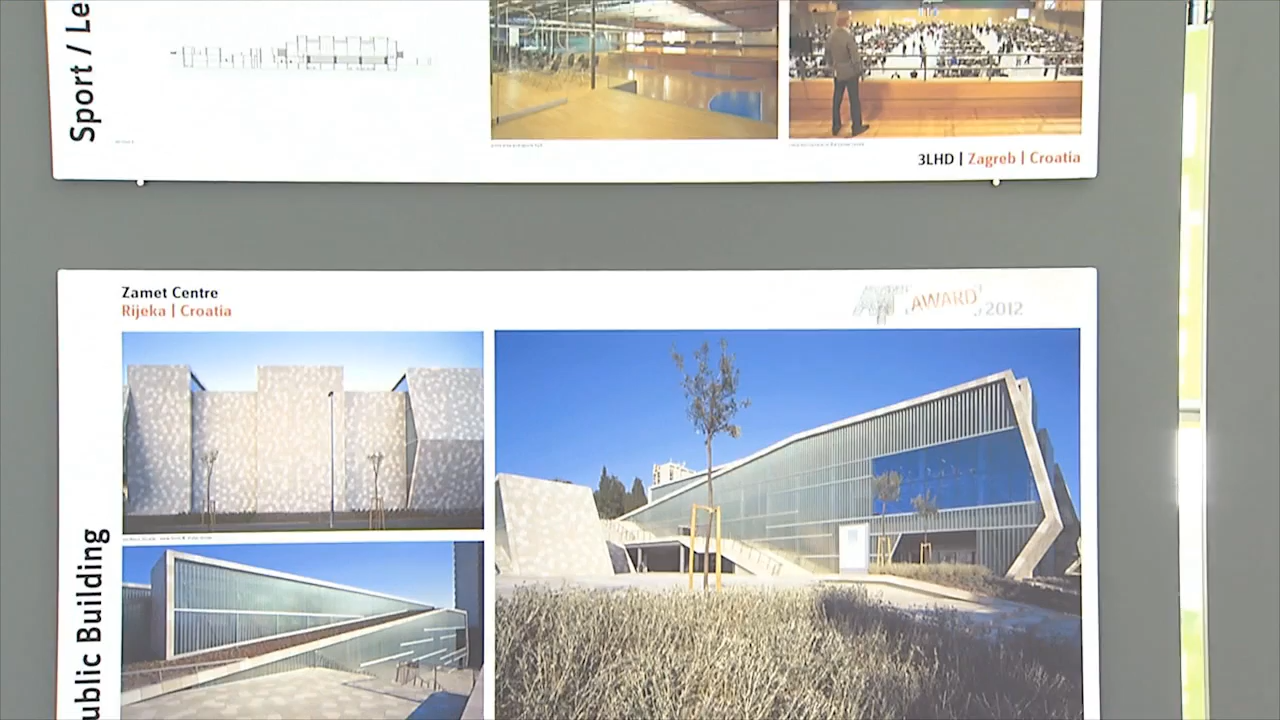 Sport / Le
3LHD | Zagreb | Croatia
Zamet Centre
Rijeka | Croatia
AWARD
2012
ublic Building